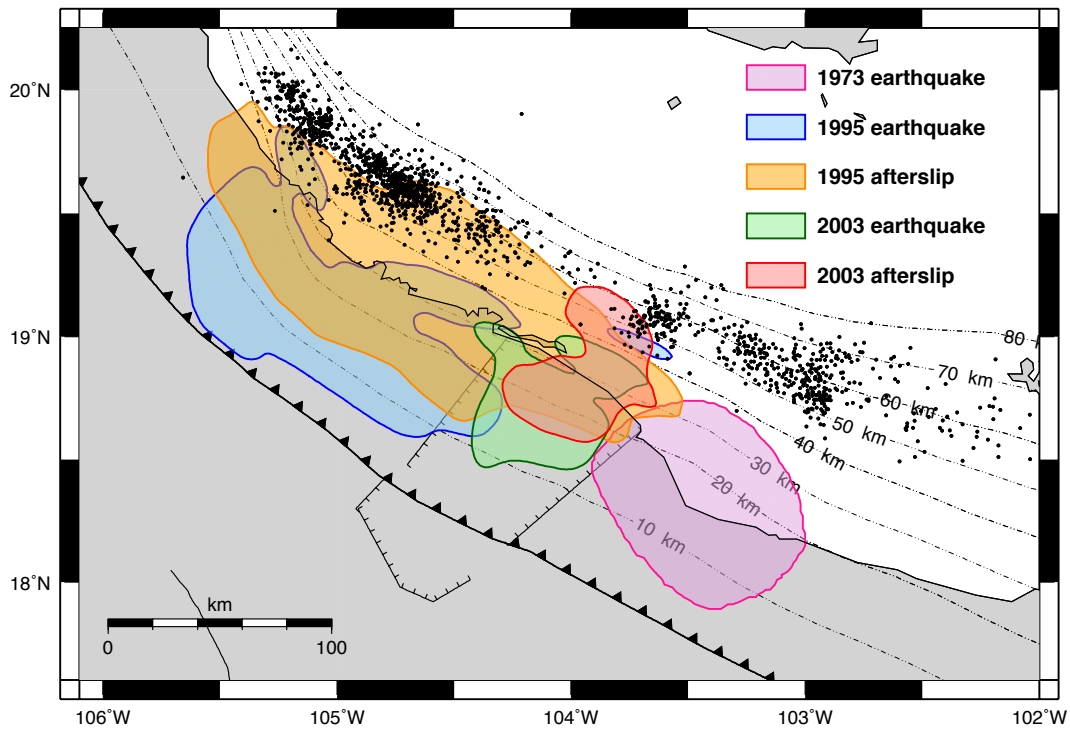 20°N
19°N
18°N
1973 earthquake
1995 earthquake
1995 afterslip
2003 earthquake
2003 afterslip
80
70 km
60 km
50 km
40 km
30 km
20 km
10 km
km
0 100
106°W 105°W 104°W 103°W 102°W